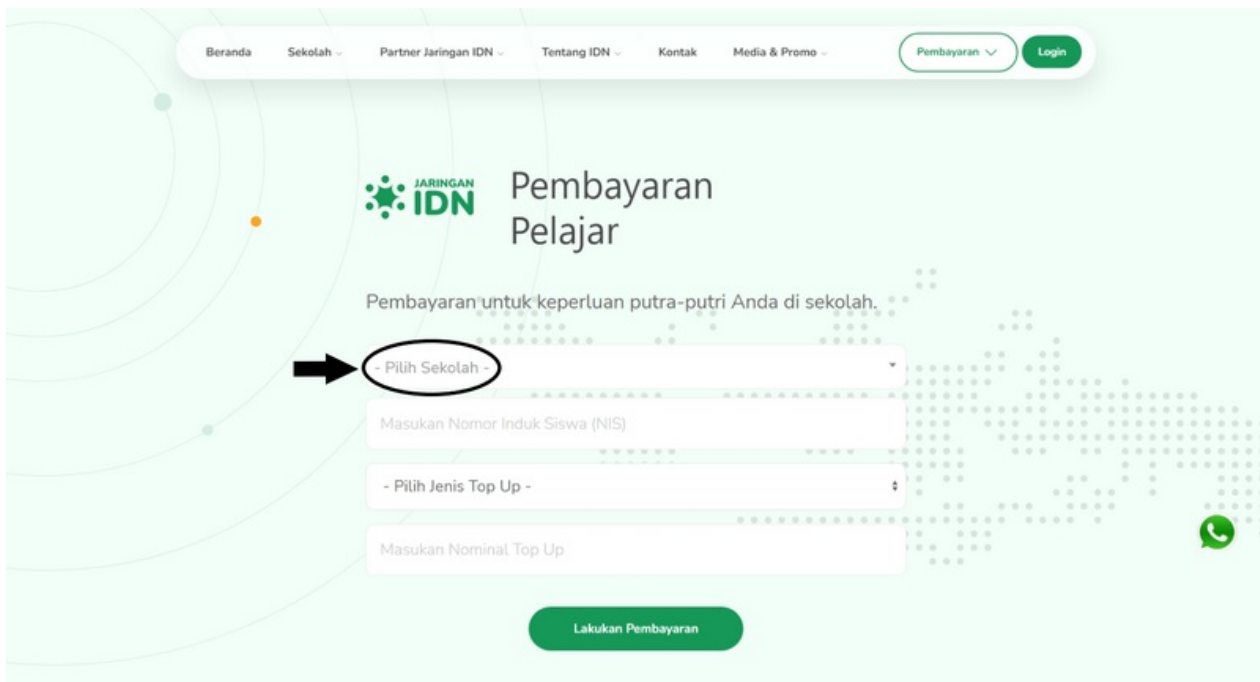 Beranda Sekolah Partner Jaringan IDN Tentang IDN Kontak Media & Promo Pembayaran Login
JARINGAN
IDN
Pembayaran
Pelajar
Pembayaran untuk keperluan putra-putri Anda di sekolah.
- Pilih Sekolah -
Masukan Nomor Induk Siswa (NIS)
- Pilih Jenis Top Up -
Masukan Nominal Top Up
Lakukan Pembayaran